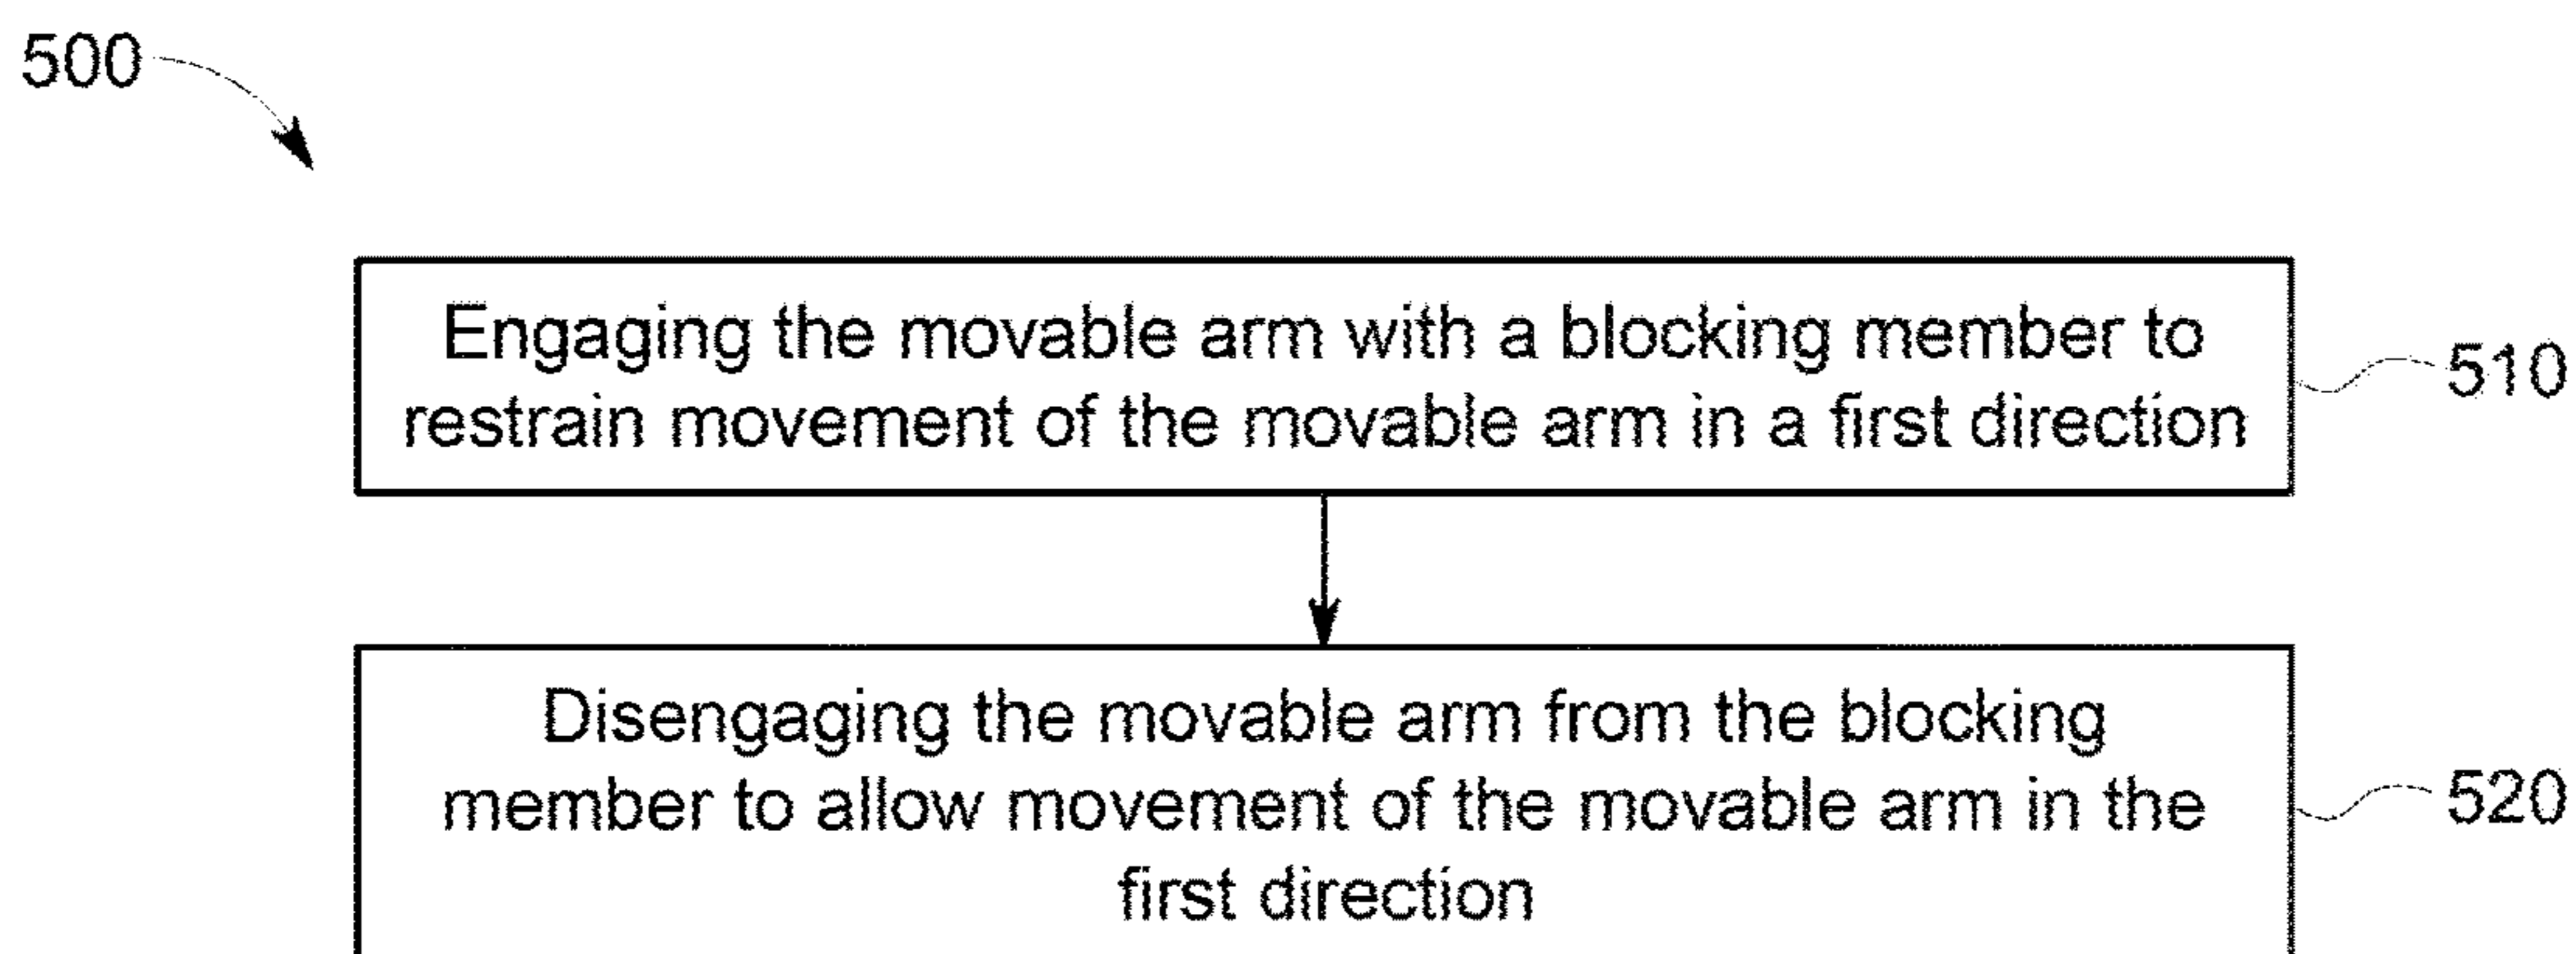 500
Engaging the movable arm with a blocking member to
restrain movement of the movable arm in a first direction
510
Disengaging the movable arm from the blocking
member to allow movement of the movable arm in the
first direction
520